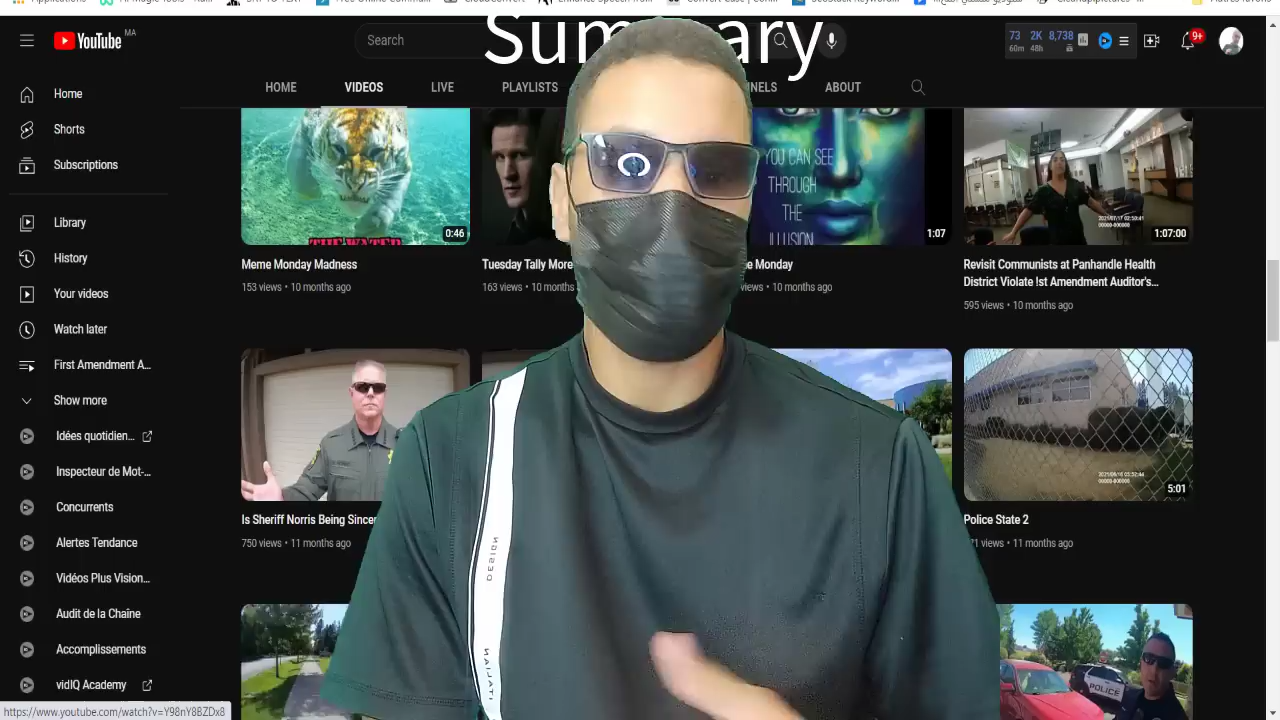 Summary
YouTube MA
Search
73 2K 8,738
60m 48h
9+
HOME VIDEOS LIVE PLAYLISTS ABOUT
Home
Shorts
Subscriptions
Library
History
Your videos
Watch later
First Amendment A...
Show more
Idées quotidien...
Inspecteur de Mot-...
Concurrents
Alertes Tendance
Vidéos Plus Vision...
Audit de la Chaîne
Accomplissements
vidIQ Academy
0:46
Meme Monday Madness
153 views • 10 months ago
Tuesday Tally More
163 views • 10 months
YOU CAN SEE
THROUGH
THE
ILLUSION
1:07
Monday
10 months ago
1:07:00
Revisit Communists at Panhandle Health
District Violate !st Amendment Auditor's...
595 views • 10 months ago
Is Sheriff Norris Being Sincer
750 views • 11 months ago
5:01
Police State 2
views • 11 months ago
POLICE
DESIGN
https://www.youtube.com/watch?v=Y98nY8BZDx8